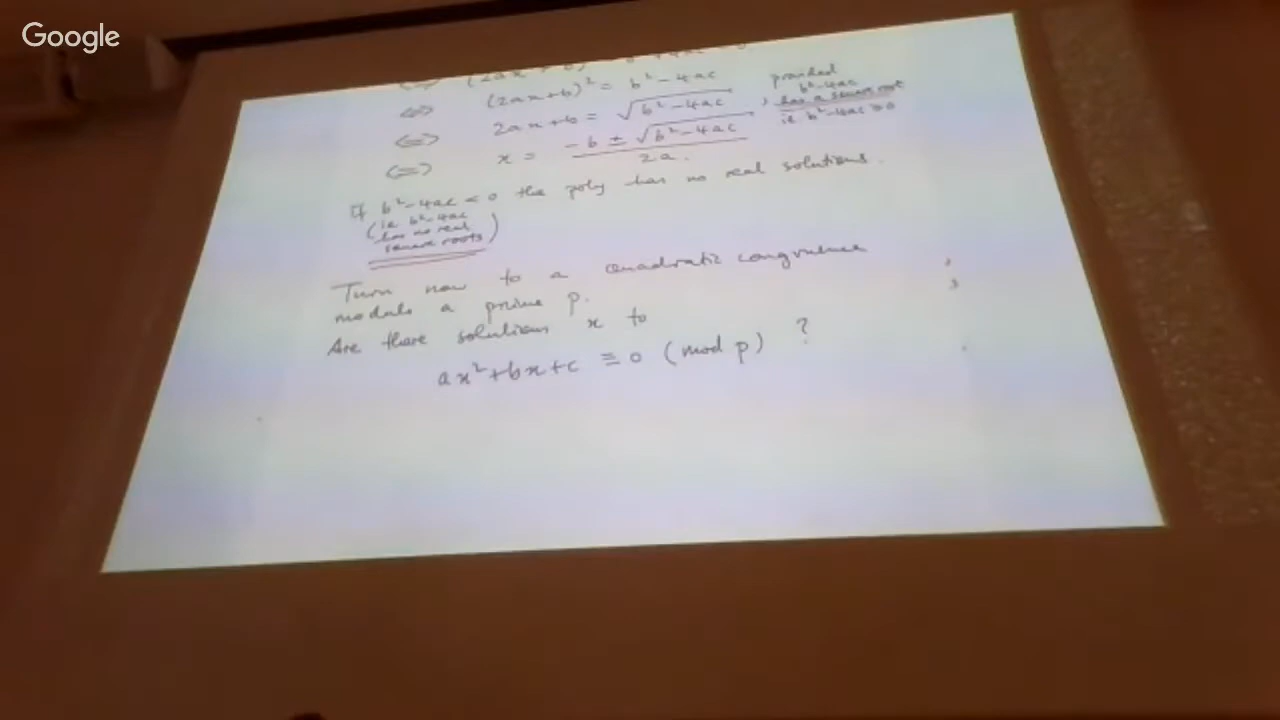 Google
(2ax+b)² = b²-4ac
⇔ 2ax+b = √b²-4ac , provided b²-4ac has a square root
⇔ x = -b ± √b²-4ac / 2a. ie b²-4ac ≥ 0
If b²-4ac < 0 the poly has no real solutions.
(ie b²-4ac
has no real
square roots)
Turn now to a quadratic congruence
modulo a prime p.
Are there solutions x to
ax²+bx+c ≡ 0 (mod p) ?